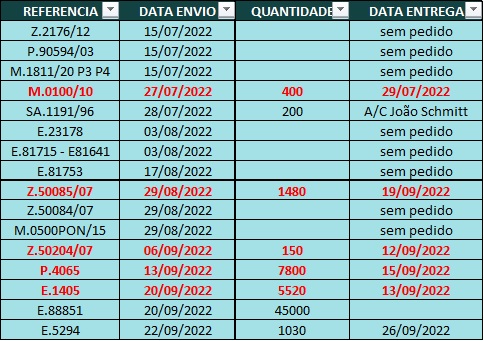 REFERENCIA DATA ENVIO QUANTIDADE DATA ENTREGA
Z.2176/12 15/07/2022 sem pedido
P.90594/03 15/07/2022 sem pedido
M.1811/20 P3 P4 15/07/2022 sem pedido
M.0100/10 27/07/2022 400 29/07/2022
SA.1191/96 28/07/2022 200 A/C João Schmitt
E.23178 03/08/2022 sem pedido
E.81715 - E81641 03/08/2022 sem pedido
E.81753 17/08/2022 sem pedido
Z.50085/07 29/08/2022 1480 19/09/2022
Z.50084/07 29/08/2022 sem pedido
M.0500PON/15 29/08/2022 sem pedido
Z.50204/07 06/09/2022 150 12/09/2022
P.4065 13/09/2022 7800 15/09/2022
E.1405 20/09/2022 5520 13/09/2022
E.88851 20/09/2022 45000
E.5294 22/09/2022 1030 26/09/2022